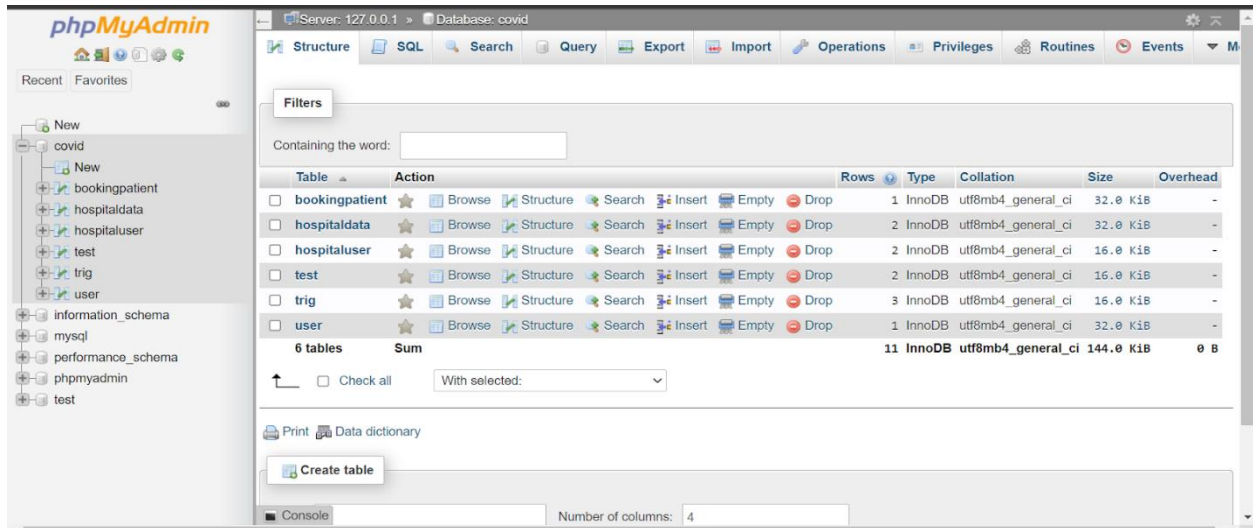 phpMyAdmin
Recent Favorites
New
covid
New
bookingpatient
hospitaldata
hospitaluser
test
trig
user
information_schema
mysql
performance_schema
phpmyadmin
test
Server: 127.0.0.1 » Database: covid
Structure SQL Search Query Export Import Operations Privileges Routines Events M
Filters
Containing the word:
Table Action Rows Type Collation Size Overhead
bookingpatient Browse Structure Search Insert Empty Drop 1 InnoDB utf8mb4_general_ci 32.0 KiB -
hospitaldata Browse Structure Search Insert Empty Drop 2 InnoDB utf8mb4_general_ci 32.0 KiB -
hospitaluser Browse Structure Search Insert Empty Drop 2 InnoDB utf8mb4_general_ci 16.0 KiB -
test Browse Structure Search Insert Empty Drop 2 InnoDB utf8mb4_general_ci 16.0 KiB -
trig Browse Structure Search Insert Empty Drop 3 InnoDB utf8mb4_general_ci 16.0 KiB -
user Browse Structure Search Insert Empty Drop 1 InnoDB utf8mb4_general_ci 32.0 KiB -
6 tables Sum 11 InnoDB utf8mb4_general_ci 144.0 KiB 0 B
Check all With selected:
Print Data dictionary
Create table
Console Number of columns: 4